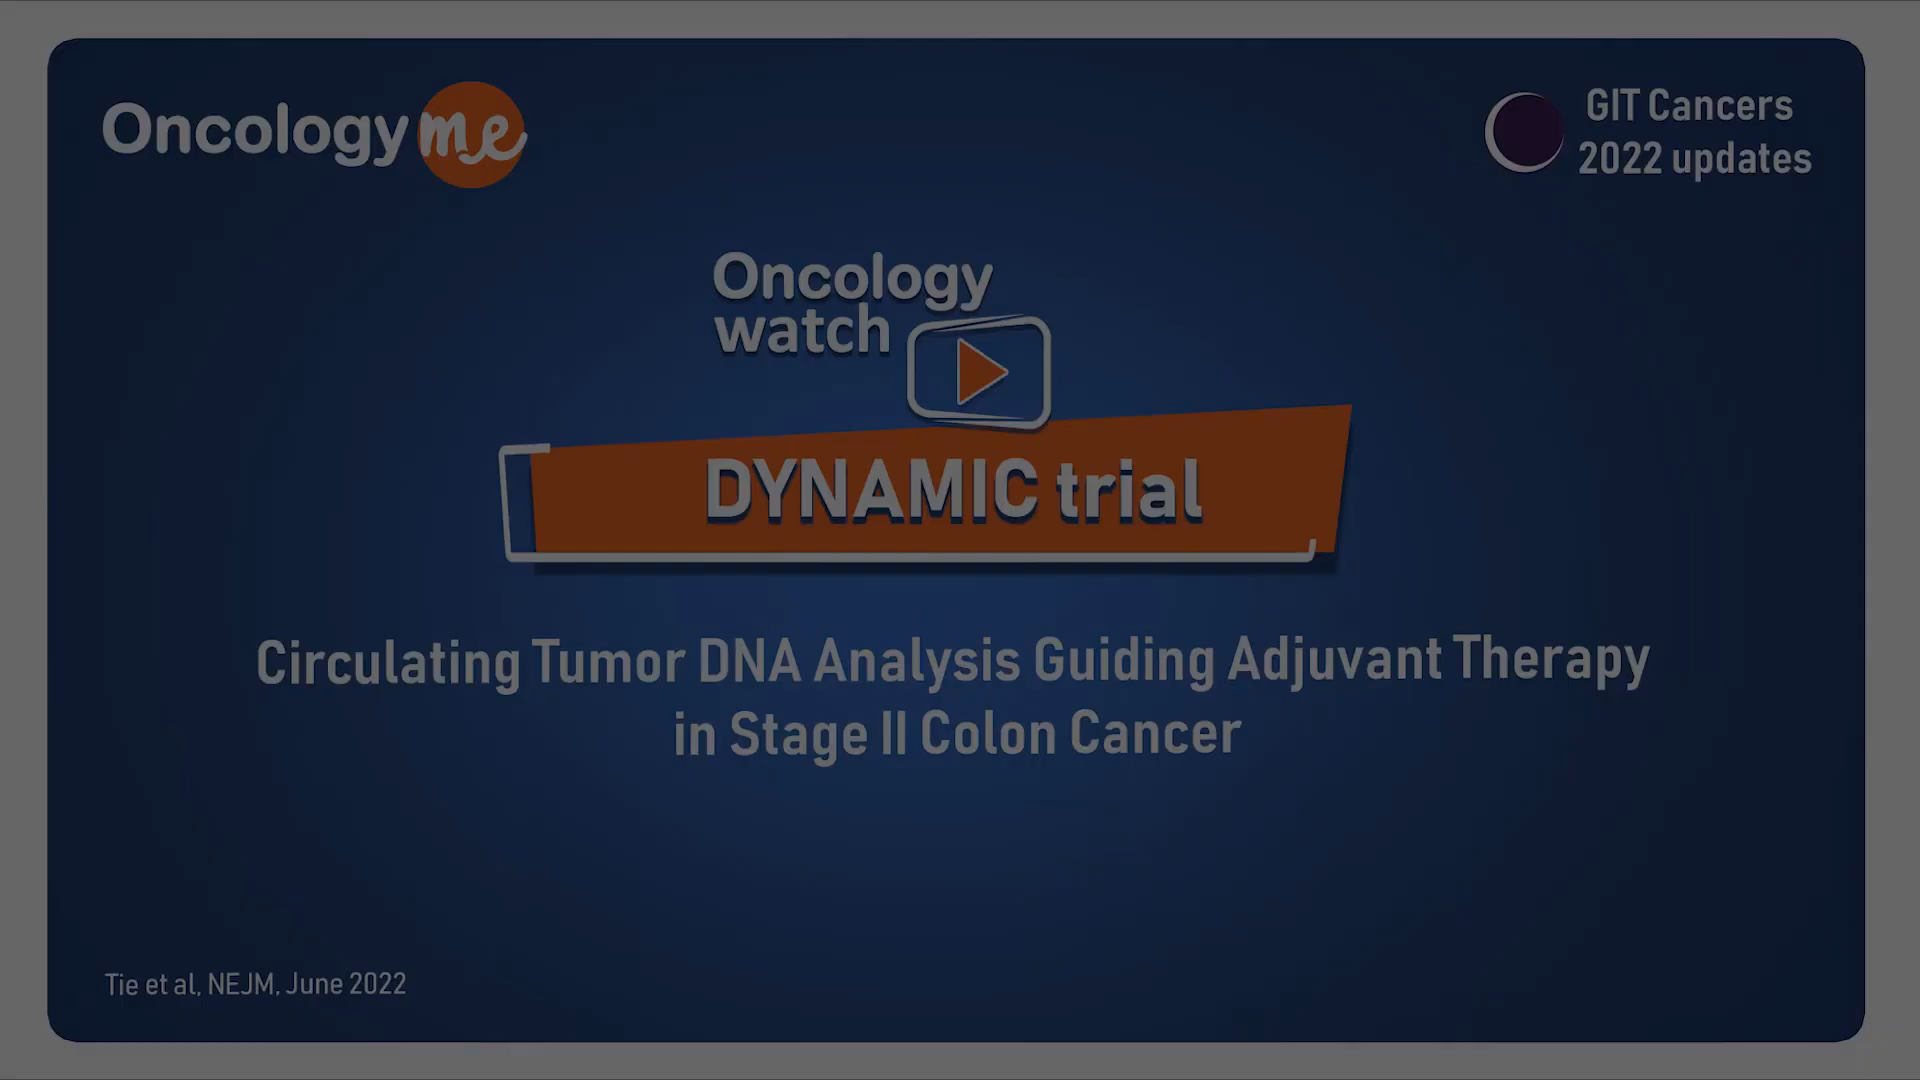 Oncology me
GIT Cancers
2022 updates
Oncology
watch
DYNAMIC trial
Circulating Tumor DNA Analysis Guiding Adjuvant Therapy
in Stage II Colon Cancer
Tie et al, NEJM, June 2022